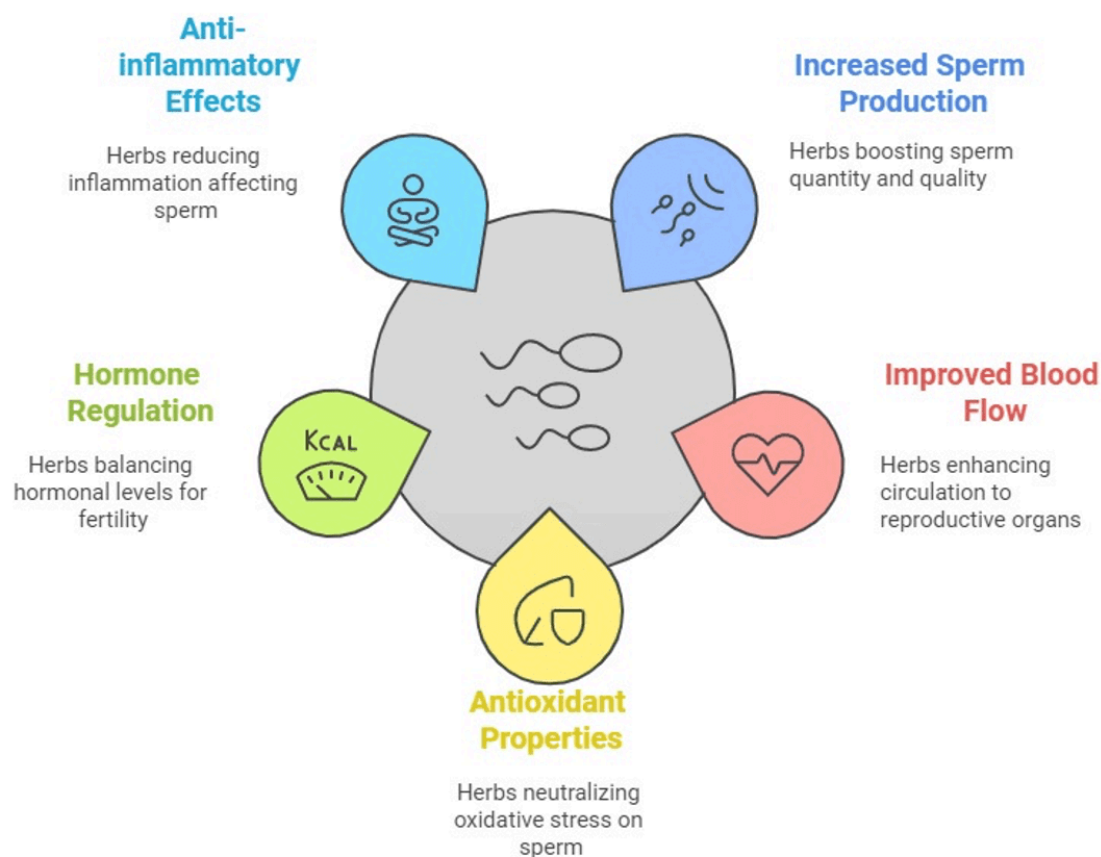 Anti-
inflammatory
Effects
Herbs reducing
inflammation affecting
sperm
Increased Sperm
Production
Herbs boosting sperm
quantity and quality
Hormone
Regulation
Herbs balancing
hormonal levels for
fertility
KCAL
Improved Blood
Flow
Herbs enhancing
circulation to
reproductive organs
Antioxidant
Properties
Herbs neutralizing
oxidative stress on
sperm